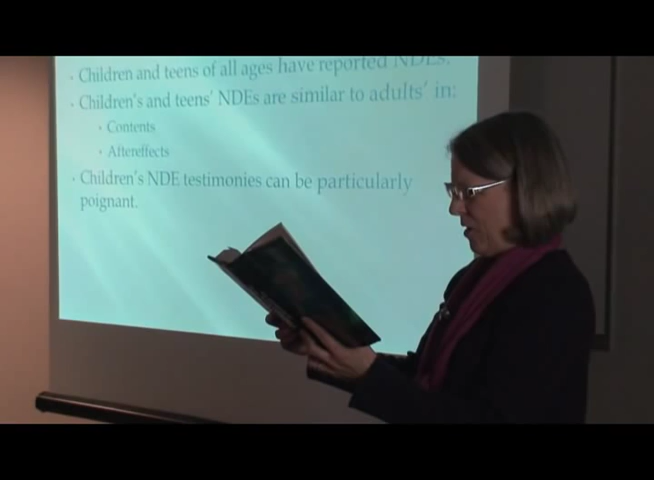 · Children and teens of all ages have reported NDEs.
· Children's and teens' NDEs are similar to adults' in:
· Contents
· Aftereffects
· Children's NDE testimonies can be particularly
poignant.